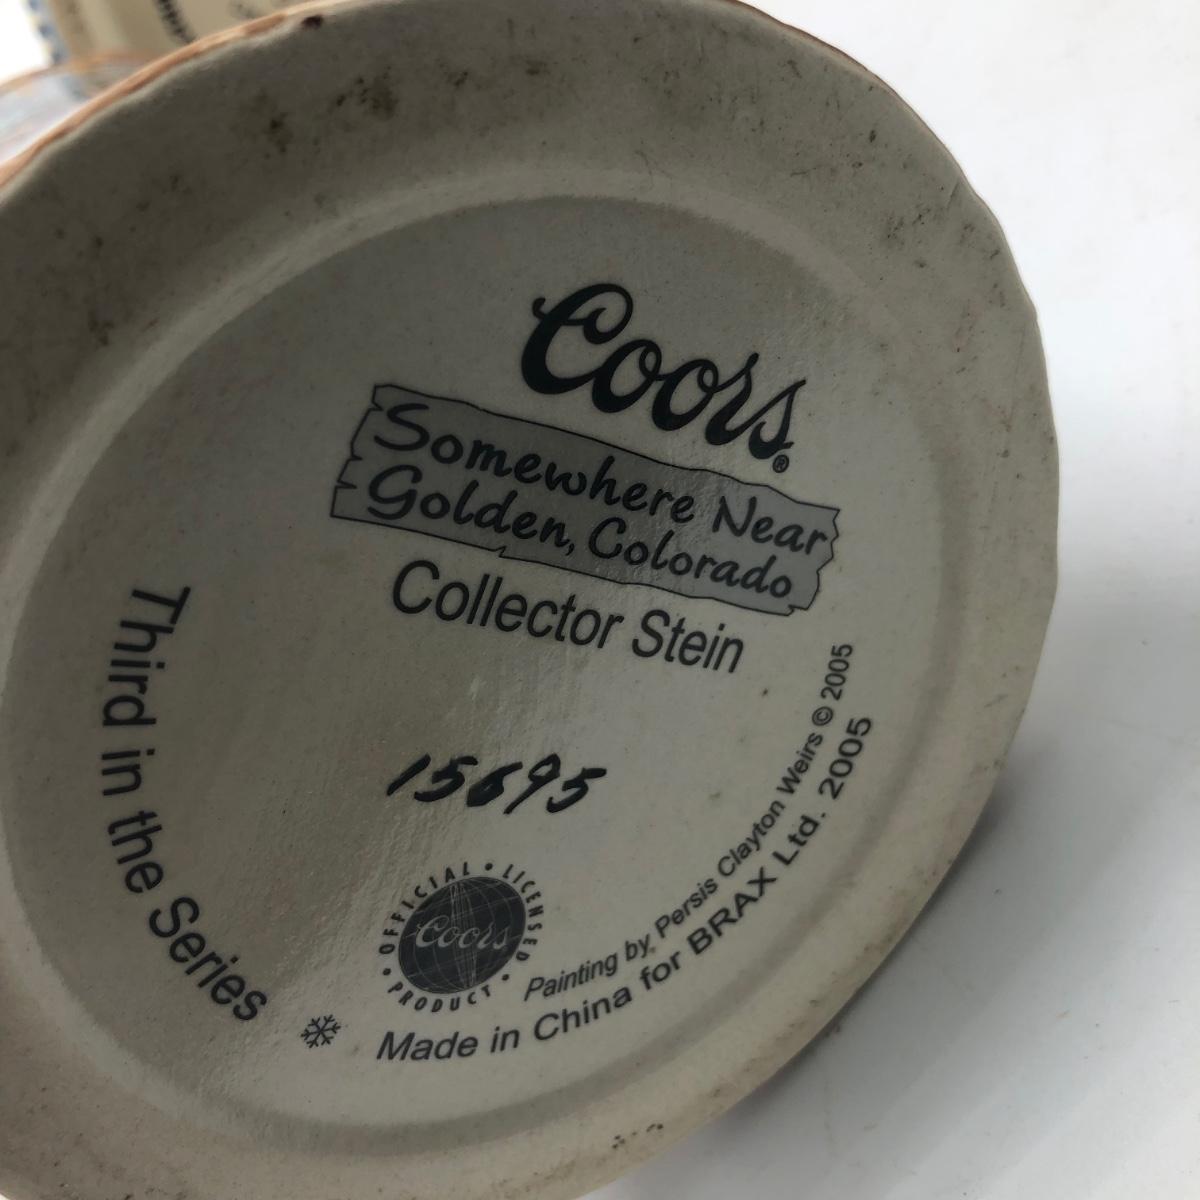 Coors®
Somewhere Near
Golden, Colorado
Collector Stein
15695
OFFICIAL • LICENSED • PRODUCT •
Coors
Third in the Series
Painting by Persis Clayton Weirs © 2005
Made in China for BRAX Ltd. 2005